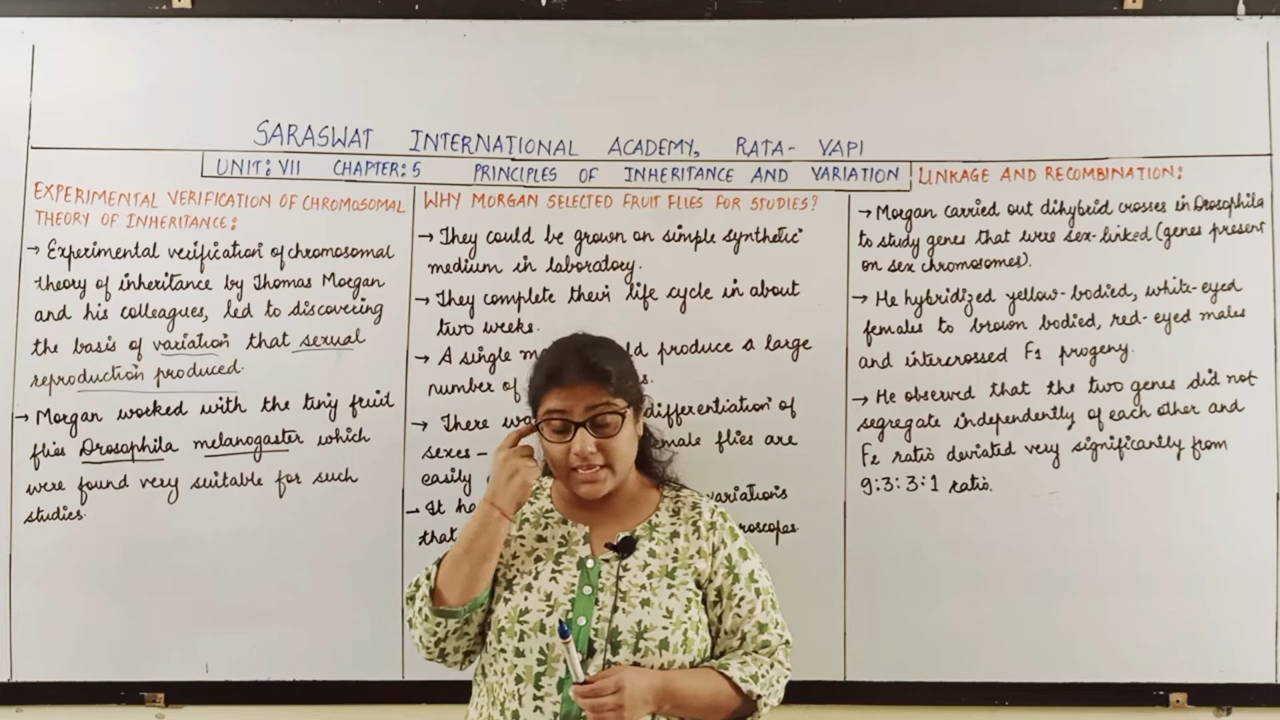 SARASWAT INTERNATIONAL ACADEMY, RATA- VAPI
UNIT: VII CHAPTER: 5 PRINCIPLES OF INHERITANCE AND VARIATION
EXPERIMENTAL VERIFICATION OF CHROMOSOMAL
THEORY OF INHERITANCE:
→ Experimental verification of chromosomal
theory of inheritance by Thomas Morgan
and his colleagues, led to discovering
the basis of variation that sexual
reproduction produced.
→ Morgan worked with the tiny fruid
flies Drosophila melanogaster which
were found very suitable for such
studies.
WHY MORGAN SELECTED FRUIT FLIES FOR STUDIES?
→ They could be grown on simple synthetic
medium in laboratory.
→ They complete their life cycle in about
two weeks.
→ A single produce a large
number of
→ There differentiation of
sexes - flies are
easily
→ It variations
that
LINKAGE AND RECOMBINATION:
→ Morgan carried out dihybrid crosses in Drosophila
to study genes that were sex-linked (genes present
on sex chromosomes).
→ He hybridized yellow-bodied, white-eyed
females to brown bodied, red-eyed males
and intercrossed F1 progeny.
→ He observed that the two genes did not
segregate independently of each other and
F2 ratio deviated very significantly from
9:3:3:1 ratio.